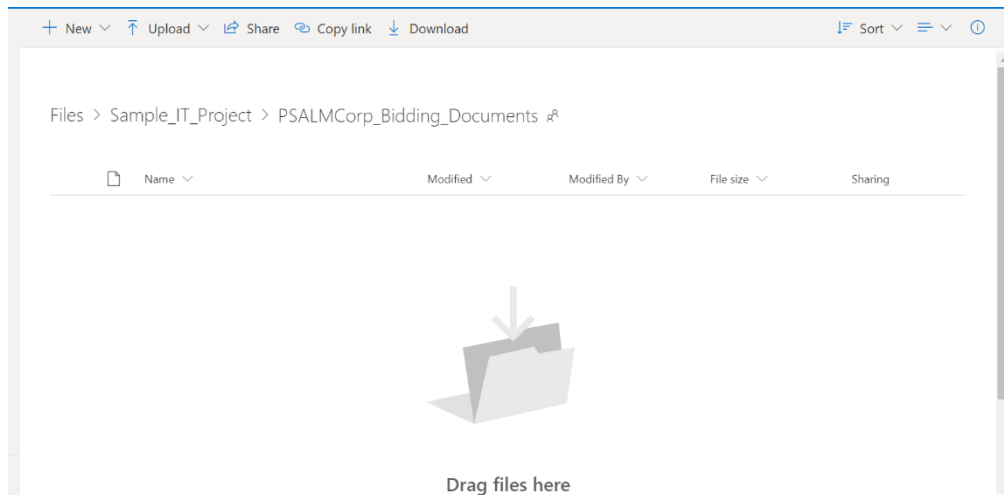 New Upload Share Copy link Download Sort
Files > Sample_IT_Project > PSALMCorp_Bidding_Documents
Name Modified Modified By File size Sharing
Drag files here